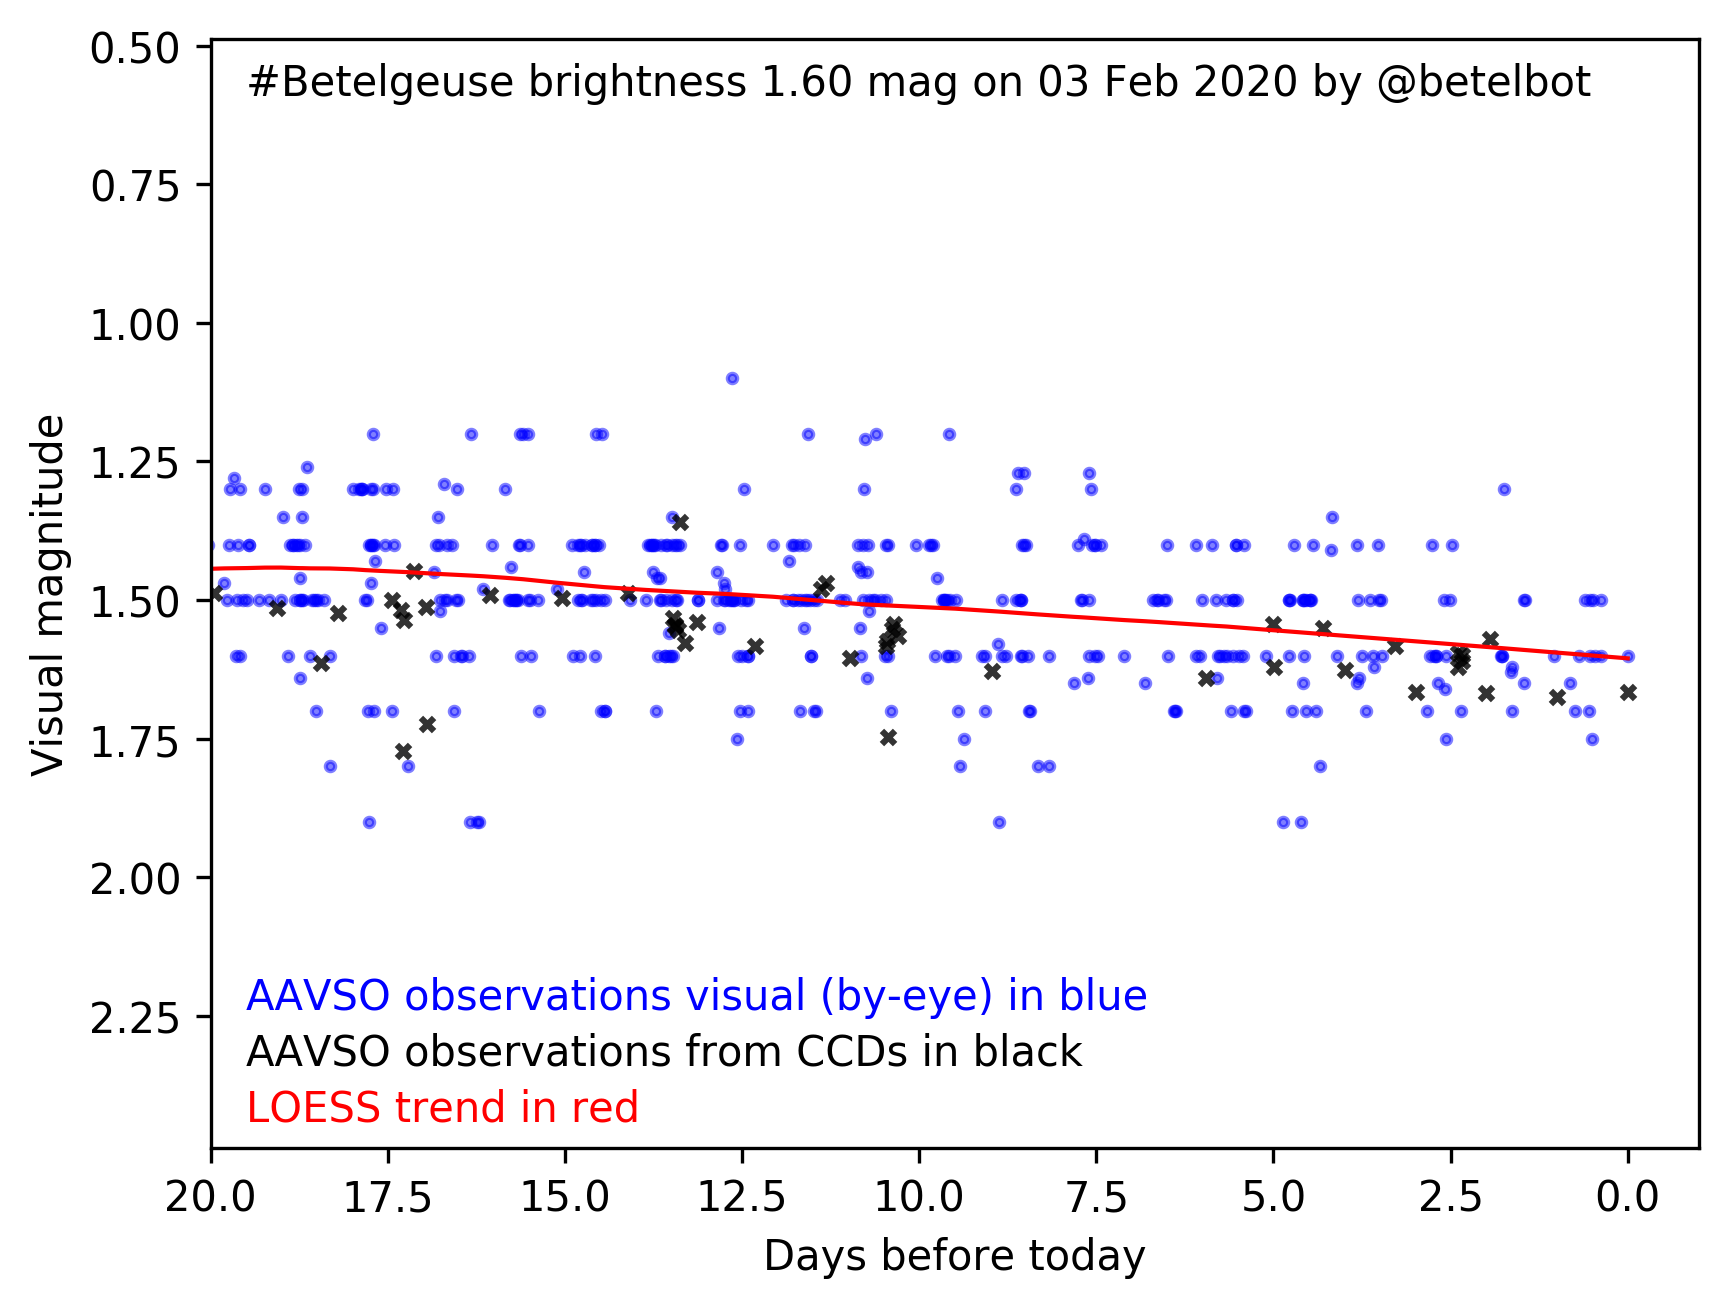 #Betelgeuse brightness 1.60 mag on 03 Feb 2020 by @betelbot
0.50
0.75
1.00
1.25
1.50
1.75
2.00
2.25
Visual magnitude
AAVSO observations visual (by-eye) in blue
AAVSO observations from CCDs in black
LOESS trend in red
20.0 17.5 15.0 12.5 10.0 7.5 5.0 2.5 0.0
Days before today